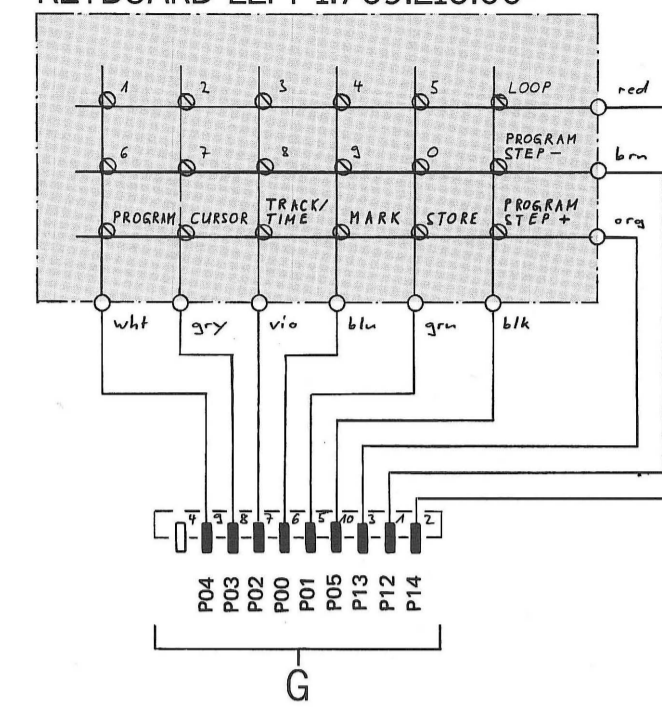 1 2 3 4 5 LOOP red
6 7 8 9 0 PROGRAM STEP - brn
PROGRAM CURSOR TRACK/TIME MARK STORE PROGRAM STEP + org
wht gry vio blu grn blk
4 9 8 7 6 5 10 3 1 2
P04 P03 P02 P00 P01 P05 P13 P12 P14
G